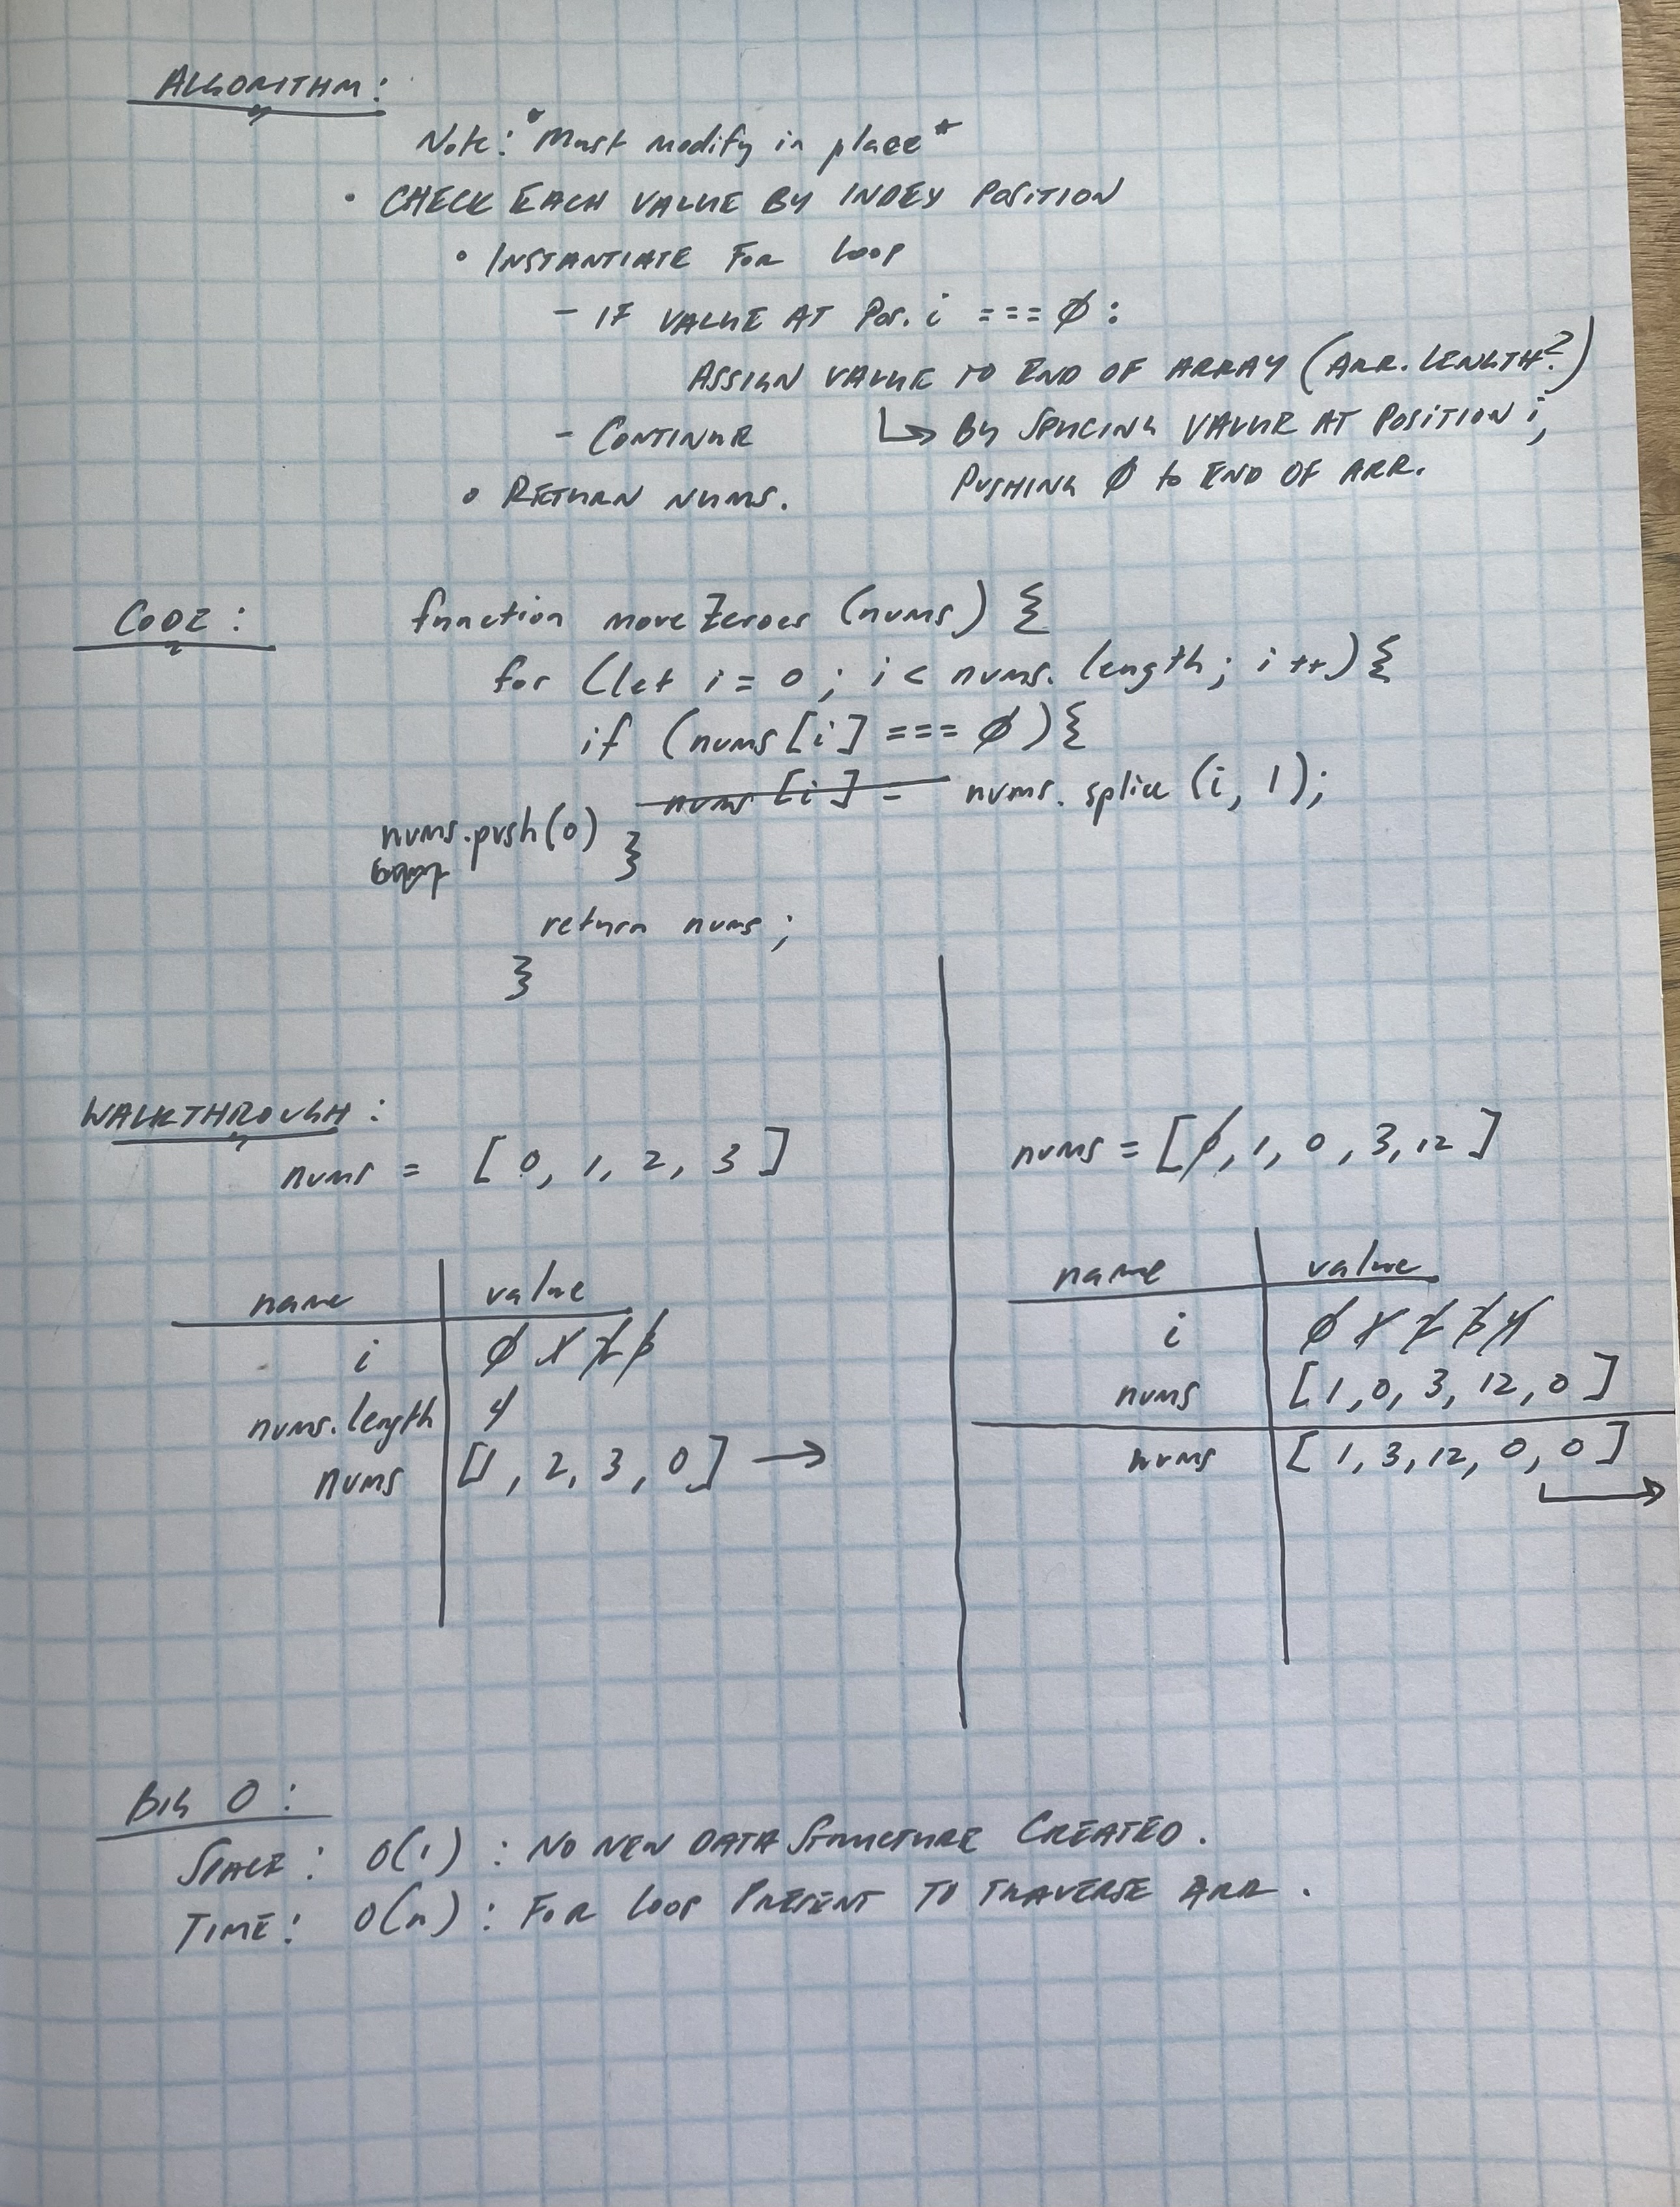 ALGORITHM:
Note: *Must modify in place*
• CHECK EACH VALUE BY INDEX POSITION
• INSTANTIATE FOR LOOP
- IF VALUE AT POS. i === Ø:
ASSIGN VALUE TO END OF ARRAY (ARR. LENGTH?)
- CONTINUE ↳ BY SPLICING VALUE AT POSITION i,
PUSHING Ø to END OF ARR.
• RETURN NUMS.
CODE: function moveZeroes (nums) {
for (let i = 0; i < nums.length; i++){
if (nums[i] === Ø){
nums[i] = nums.splice(i, 1);
nums.push(0) }
return nums;
}
WALKTHROUGH:
nums = [0, 1, 2, 3]
name value
i 0 1 2 3
nums.length 4
nums [1, 2, 3, 0] →
nums = [0, 1, 0, 3, 12]
name value
i 0 1 2 3 4
nums [1, 0, 3, 12, 0]
nums [1, 3, 12, 0, 0]
BIG O:
SPACE: O(1): NO NEW DATA STRUCTURE CREATED.
TIME: O(n): FOR LOOP PRESENT TO TRAVERSE ARR.